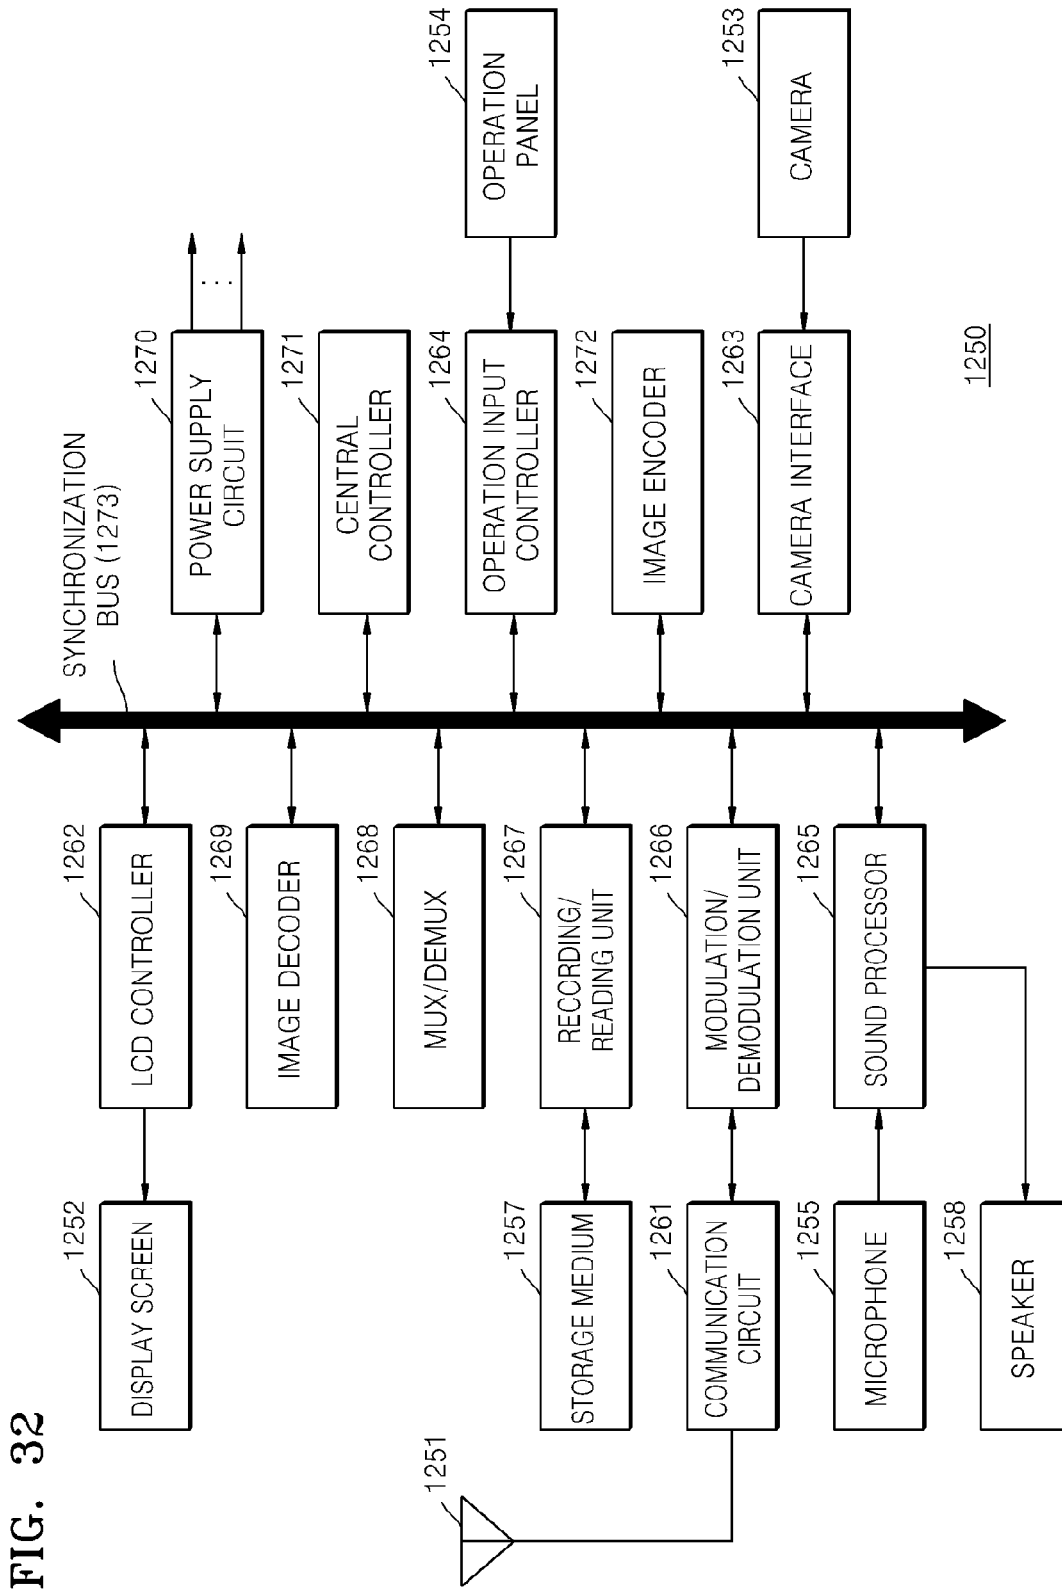 FIG. 32
1251
1252
DISPLAY SCREEN
1257
STORAGE MEDIUM
1261
COMMUNICATION
CIRCUIT
1255
MICROPHONE
1258
SPEAKER
1262
LCD CONTROLLER
1269
IMAGE DECODER
1268
MUX/DEMUX
1267
RECORDING/
READING UNIT
1266
MODULATION/
DEMODULATION UNIT
1265
SOUND PROCESSOR
SYNCHRONIZATION
BUS (1273)
1270
POWER SUPPLY
CIRCUIT
...
1271
CENTRAL
CONTROLLER
1264
OPERATION INPUT
CONTROLLER
1272
IMAGE ENCODER
1263
CAMERA INTERFACE
1254
OPERATION
PANEL
1253
CAMERA
1250